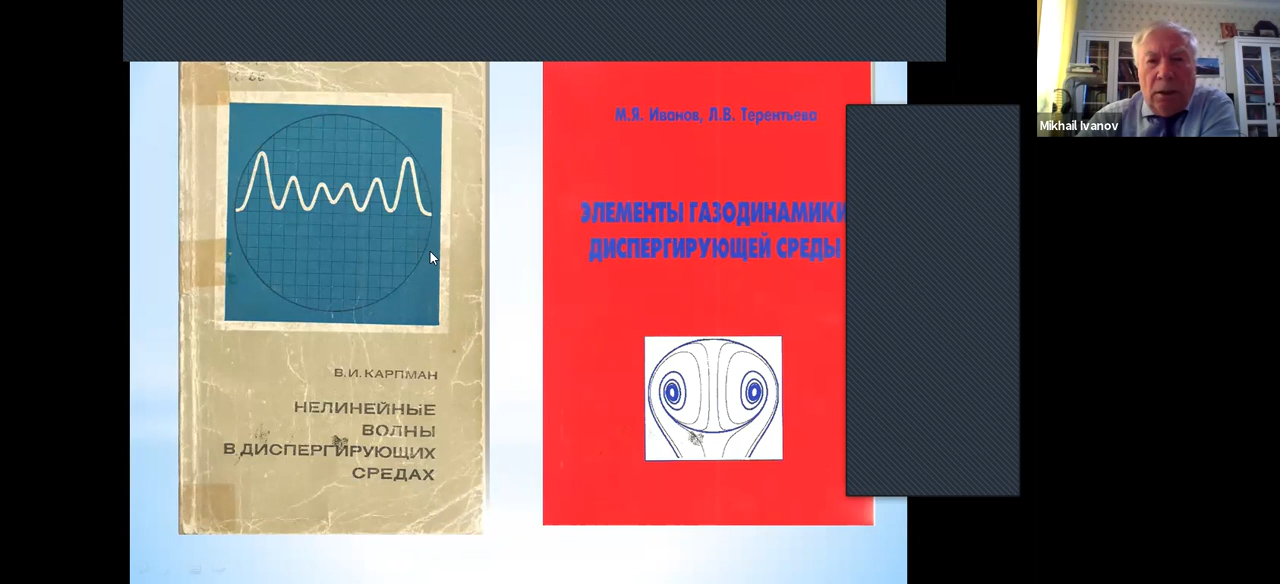 В.И. КАРПМАН
НЕЛИНЕЙНЫЕ
ВОЛНЫ
В ДИСПЕРГИРУЮЩИХ
СРЕДАХ
М.Я. Иванов, Л.В. Терентьева
ЭЛЕМЕНТЫ ГАЗОДИНАМИКИ
ДИСПЕРГИРУЮЩЕЙ СРЕДЫ
Mikhail Ivanov